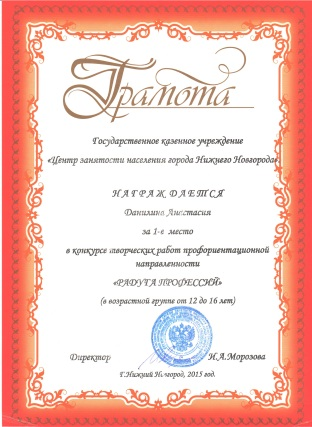 Грамота
Государственное казенное учреждение
«Центр занятости населения города Нижнего Новгорода»
НАГРАЖДАЕТСЯ
Данилина Анастасия
за 1-е место
в конкурсе творческих работ профориентационной
направленности
«РАДУГА ПРОФЕССИЙ»
(в возрастной группе от 12 до 16 лет)
Директор И.А.Морозова
Г.Нижний Новгород, 2015 год.